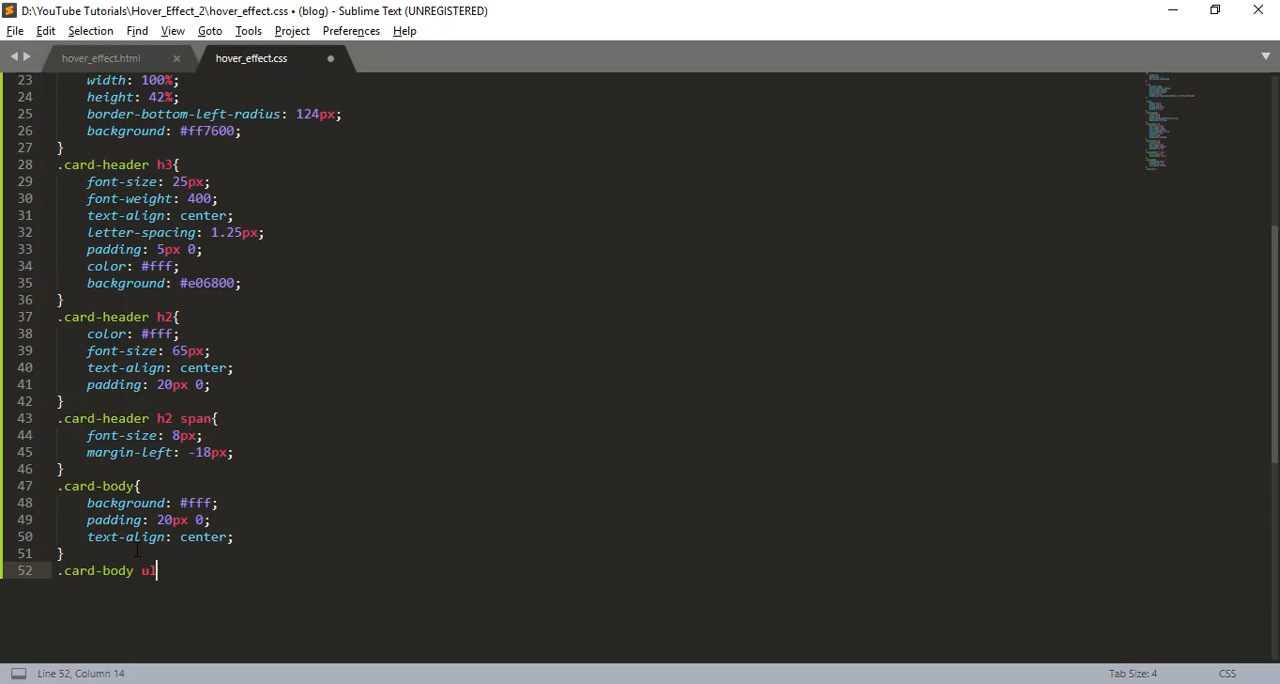 D:\YouTube Tutorials\Hover_Effect_2\hover_effect.css • (blog) - Sublime Text (UNREGISTERED)
File Edit Selection Find View Goto Tools Project Preferences Help
hover_effect.html × hover_effect.css
23 width: 100%;
24 height: 42%;
25 border-bottom-left-radius: 124px;
26 background: #ff7600;
27 }
28 .card-header h3{
29 font-size: 25px;
30 font-weight: 400;
31 text-align: center;
32 letter-spacing: 1.25px;
33 padding: 5px 0;
34 color: #fff;
35 background: #e06800;
36 }
37 .card-header h2{
38 color: #fff;
39 font-size: 65px;
40 text-align: center;
41 padding: 20px 0;
42 }
43 .card-header h2 span{
44 font-size: 8px;
45 margin-left: -18px;
46 }
47 .card-body{
48 background: #fff;
49 padding: 20px 0;
50 text-align: center;
51 }
52 .card-body ul
Line 52, Column 14 Tab Size: 4 CSS